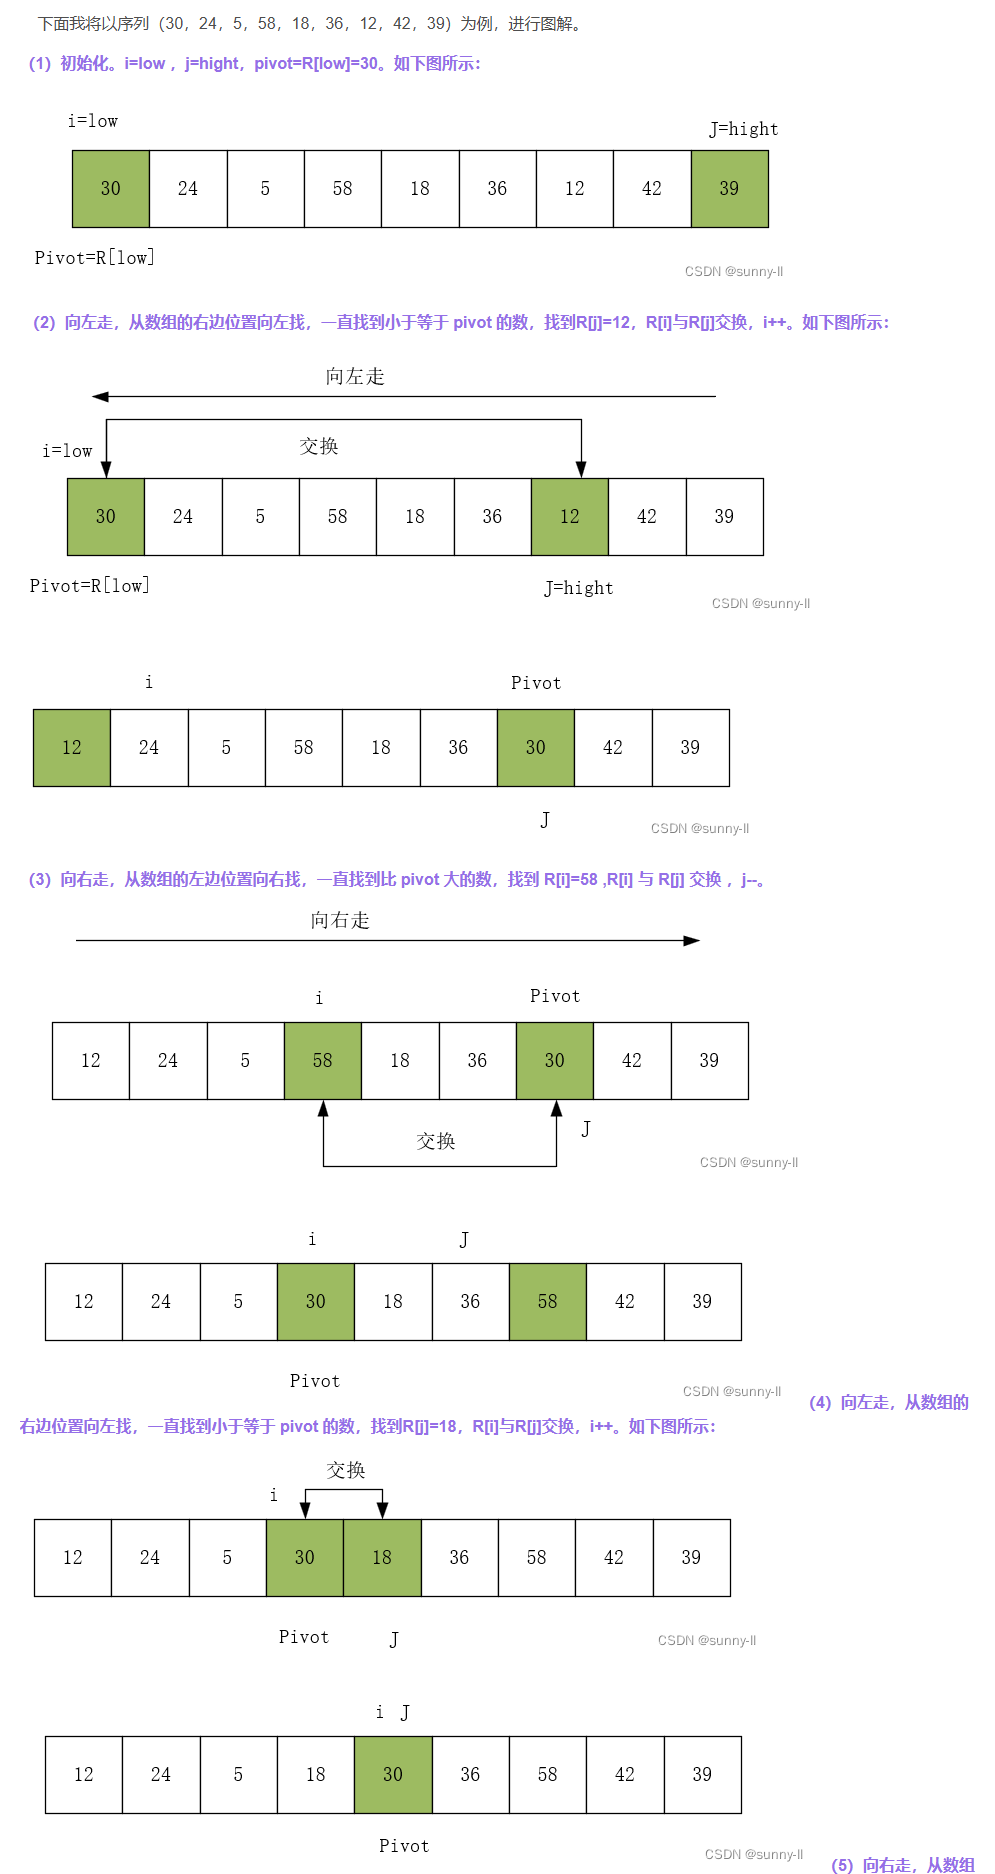 下面我将以序列（30，24，5，58，18，36，12，42，39）为例，进行图解。
（1）初始化。i=low ，j=hight，pivot=R[low]=30。如下图所示：
i=low
J=hight
30 24 5 58 18 36 12 42 39
Pivot=R[low]
CSDN @sunny-ll
（2）向左走，从数组的右边位置向左找，一直找到小于等于 pivot 的数，找到R[j]=12，R[i]与R[j]交换，i++。如下图所示：
向左走
交换
i=low
30 24 5 58 18 36 12 42 39
Pivot=R[low]
J=hight
CSDN @sunny-ll
i Pivot
12 24 5 58 18 36 30 42 39
J
CSDN @sunny-ll
（3）向右走，从数组的左边位置向右找，一直找到比 pivot 大的数，找到 R[i]=58 ,R[i] 与 R[j] 交换 ，j--。
向右走
i Pivot
12 24 5 58 18 36 30 42 39
J
交换
CSDN @sunny-ll
i J
12 24 5 30 18 36 58 42 39
Pivot
CSDN @sunny-ll
（4）向左走，从数组的
右边位置向左找，一直找到小于等于 pivot 的数，找到R[j]=18，R[i]与R[j]交换，i++。如下图所示：
交换
i
12 24 5 30 18 36 58 42 39
Pivot J
CSDN @sunny-ll
i J
12 24 5 18 30 36 58 42 39
Pivot
CSDN @sunny-ll
（5）向右走，从数组